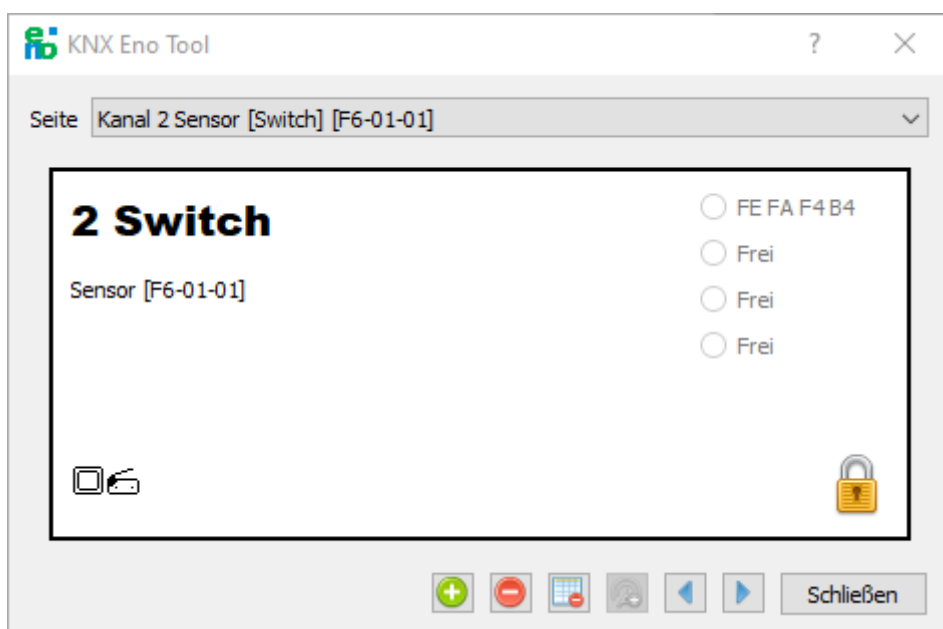 KNX Eno Tool
Seite Kanal 2 Sensor [Switch] [F6-01-01]
2 Switch
Sensor [F6-01-01]
FE FA F4 B4
Frei
Frei
Frei
Schließen